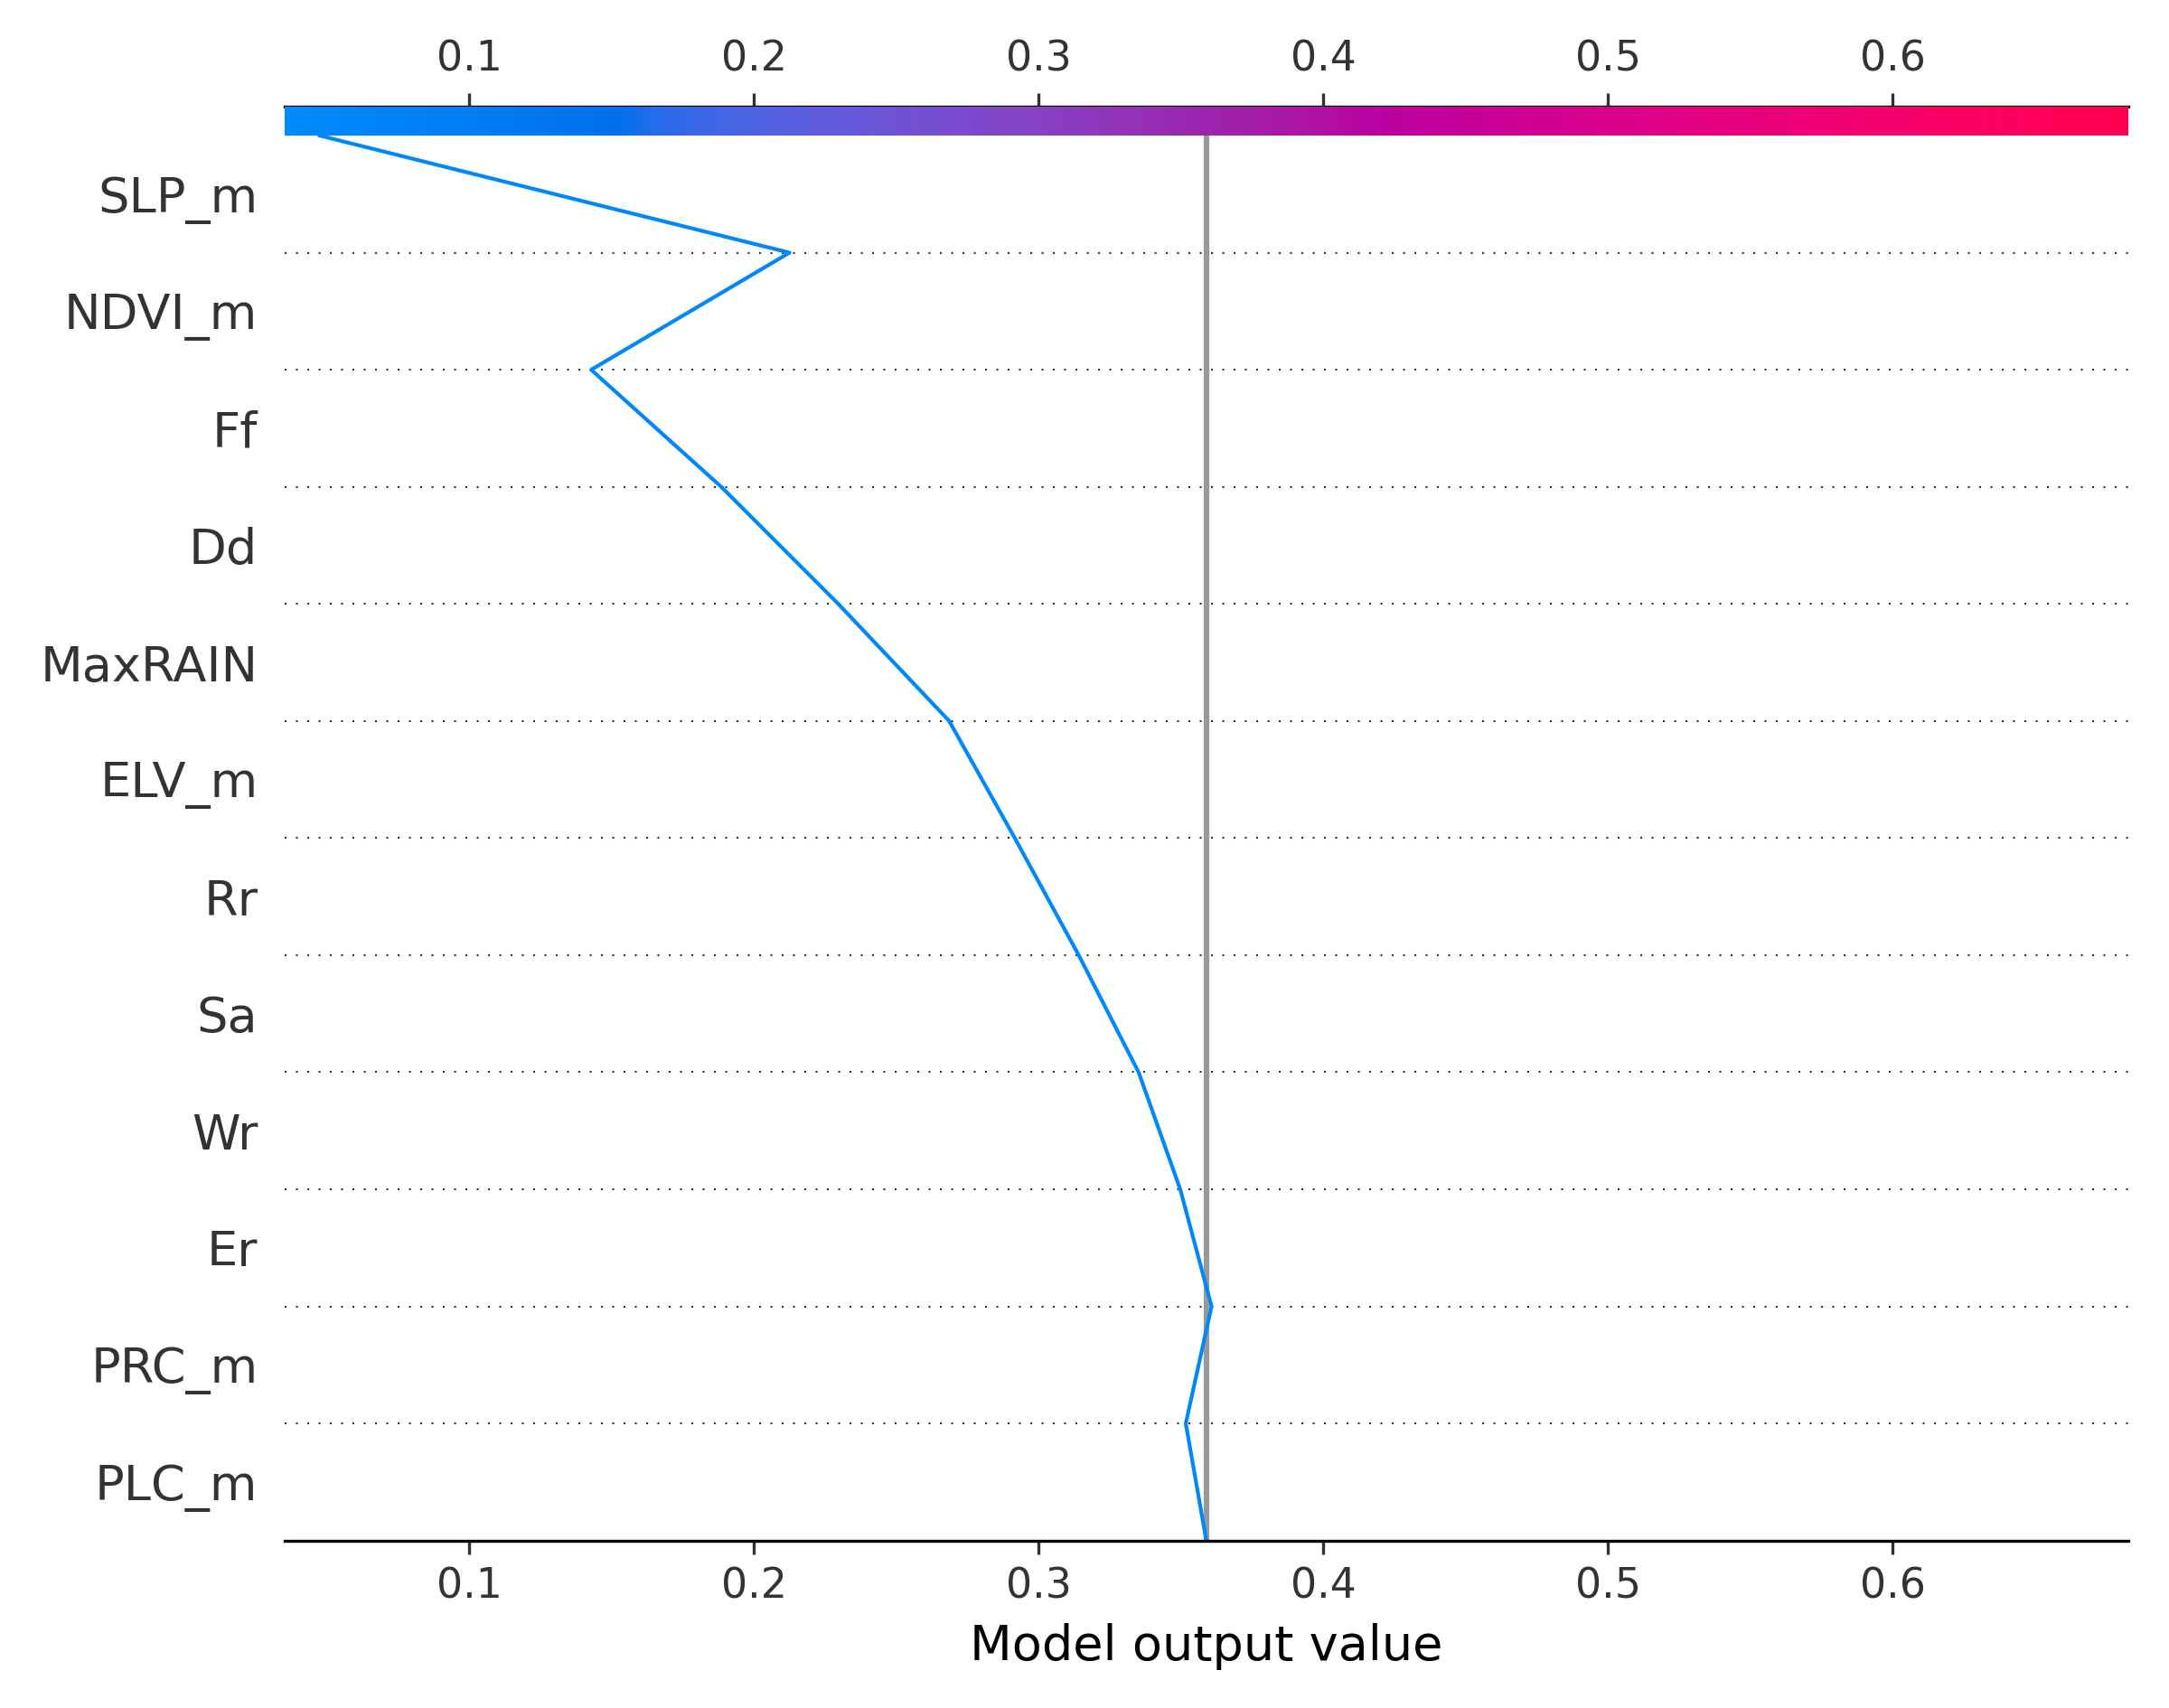 0.1 0.2 0.3 0.4 0.5 0.6
SLP_m
NDVI_m
Ff
Dd
MaxRAIN
ELV_m
Rr
Sa
Wr
Er
PRC_m
PLC_m
0.1 0.2 0.3 0.4 0.5 0.6
Model output value